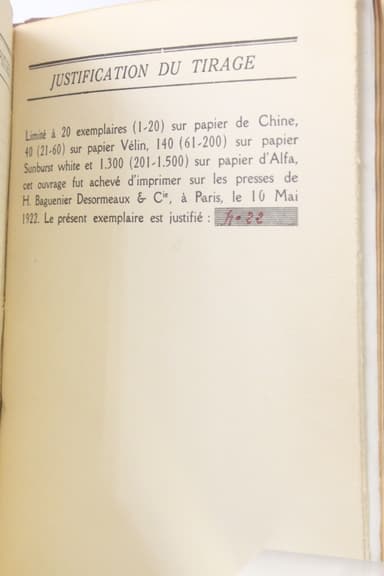 JUSTIFICATION DU TIRAGE
Limité à 20 exemplaires (1-20) sur papier de Chine,
40 (21-60) sur papier Vélin, 140 (61-200) sur papier
Sunburst white et 1.300 (201-1.500) sur papier d'Alfa,
cet ouvrage fut achevé d'imprimer sur les presses de
H. Baguenier Desormeaux & Cie, à Paris, le 10 Mai
1922. Le présent exemplaire est justifié : h•22